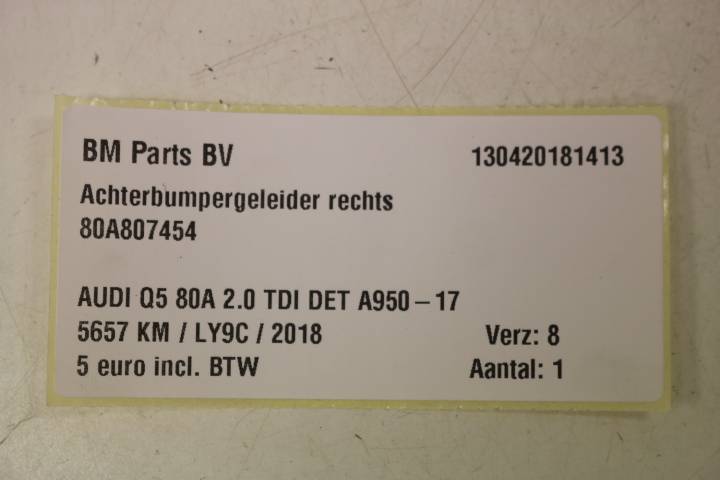 BM Parts BV 130420181413
Achterbumpergeleider rechts
80A807454
AUDI Q5 80A 2.0 TDI DET A950-17
5657 KM / LY9C / 2018 Verz: 8
5 euro incl. BTW Aantal: 1